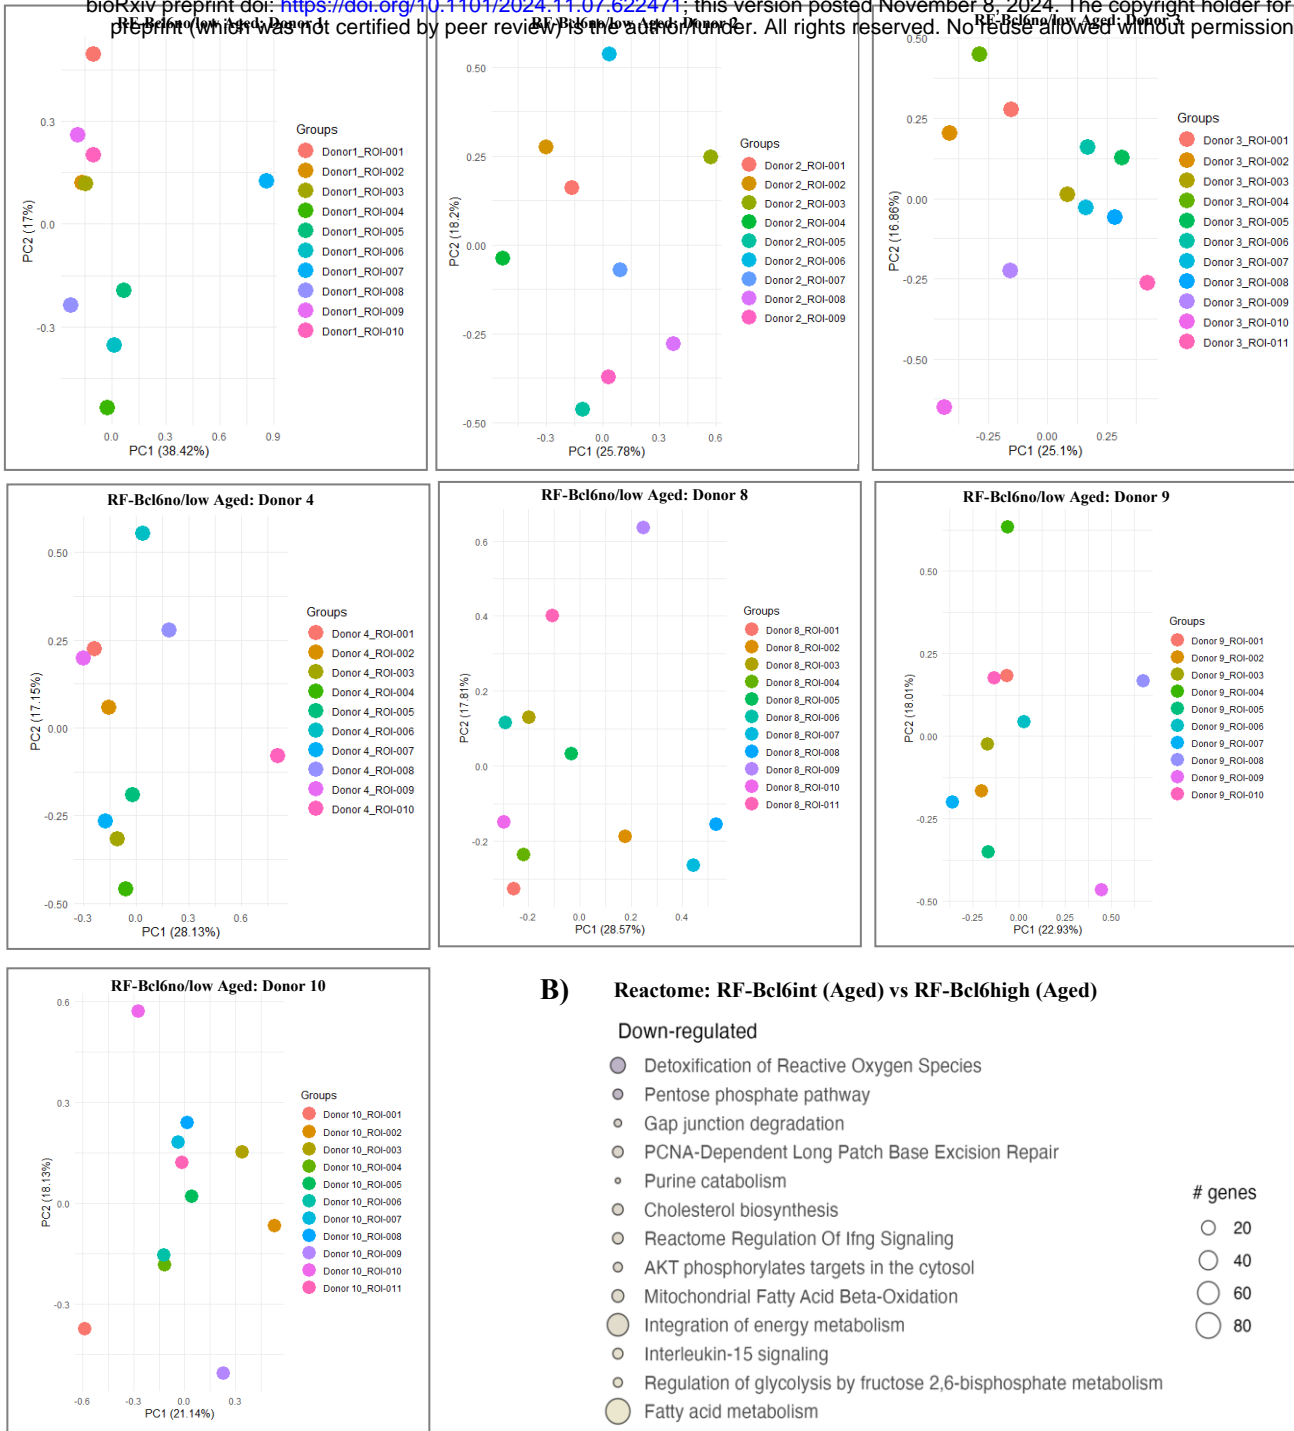 bioRxiv preprint doi: https://doi.org/10.1101/2024.11.07.622471; this version posted November 8, 2024. The copyright holder for
preprint (which was not certified by peer review) is the author/funder. All rights reserved. No reuse allowed without permission
RF-Bcl6no/low Aged: Donor 1
0.3
0.0
-0.3
PC2 (17%)
0.0 0.3 0.6 0.9
PC1 (38.42%)
Groups
Donor1_ROI-001
Donor1_ROI-002
Donor1_ROI-003
Donor1_ROI-004
Donor1_ROI-005
Donor1_ROI-006
Donor1_ROI-007
Donor1_ROI-008
Donor1_ROI-009
Donor1_ROI-010
RF-Bcl6no/low Aged: Donor 2
0.50
0.25
0.00
-0.25
-0.50
PC2 (18.2%)
-0.3 0.0 0.3 0.6
PC1 (25.78%)
Groups
Donor 2_ROI-001
Donor 2_ROI-002
Donor 2_ROI-003
Donor 2_ROI-004
Donor 2_ROI-005
Donor 2_ROI-006
Donor 2_ROI-007
Donor 2_ROI-008
Donor 2_ROI-009
RF-Bcl6no/low Aged: Donor 3
0.50
0.25
0.00
-0.25
-0.50
PC2 (16.86%)
-0.25 0.00 0.25
PC1 (25.1%)
Groups
Donor 3_ROI-001
Donor 3_ROI-002
Donor 3_ROI-003
Donor 3_ROI-004
Donor 3_ROI-005
Donor 3_ROI-006
Donor 3_ROI-007
Donor 3_ROI-008
Donor 3_ROI-009
Donor 3_ROI-010
Donor 3_ROI-011
RF-Bcl6no/low Aged: Donor 4
0.50
0.25
0.00
-0.25
-0.50
PC2 (17.15%)
-0.3 0.0 0.3 0.6
PC1 (28.13%)
Groups
Donor 4_ROI-001
Donor 4_ROI-002
Donor 4_ROI-003
Donor 4_ROI-004
Donor 4_ROI-005
Donor 4_ROI-006
Donor 4_ROI-007
Donor 4_ROI-008
Donor 4_ROI-009
Donor 4_ROI-010
RF-Bcl6no/low Aged: Donor 8
0.6
0.4
0.2
0.0
-0.2
PC2 (17.81%)
-0.2 0.0 0.2 0.4
PC1 (28.57%)
Groups
Donor 8_ROI-001
Donor 8_ROI-002
Donor 8_ROI-003
Donor 8_ROI-004
Donor 8_ROI-005
Donor 8_ROI-006
Donor 8_ROI-007
Donor 8_ROI-008
Donor 8_ROI-009
Donor 8_ROI-010
Donor 8_ROI-011
RF-Bcl6no/low Aged: Donor 9
0.50
0.25
0.00
-0.25
-0.50
PC2 (18.01%)
-0.25 0.00 0.25 0.50
PC1 (22.93%)
Groups
Donor 9_ROI-001
Donor 9_ROI-002
Donor 9_ROI-003
Donor 9_ROI-004
Donor 9_ROI-005
Donor 9_ROI-006
Donor 9_ROI-007
Donor 9_ROI-008
Donor 9_ROI-009
Donor 9_ROI-010
RF-Bcl6no/low Aged: Donor 10
0.6
0.3
0.0
-0.3
PC2 (18.13%)
-0.6 -0.3 0.0 0.3
PC1 (21.14%)
Groups
Donor 10_ROI-001
Donor 10_ROI-002
Donor 10_ROI-003
Donor 10_ROI-004
Donor 10_ROI-005
Donor 10_ROI-006
Donor 10_ROI-007
Donor 10_ROI-008
Donor 10_ROI-009
Donor 10_ROI-010
Donor 10_ROI-011
B) Reactome: RF-Bcl6int (Aged) vs RF-Bcl6high (Aged)
Down-regulated
Detoxification of Reactive Oxygen Species
Pentose phosphate pathway
Gap junction degradation
PCNA-Dependent Long Patch Base Excision Repair
Purine catabolism
Cholesterol biosynthesis
Reactome Regulation Of Ifng Signaling
AKT phosphorylates targets in the cytosol
Mitochondrial Fatty Acid Beta-Oxidation
Integration of energy metabolism
Interleukin-15 signaling
Regulation of glycolysis by fructose 2,6-bisphosphate metabolism
Fatty acid metabolism
# genes
20
40
60
80